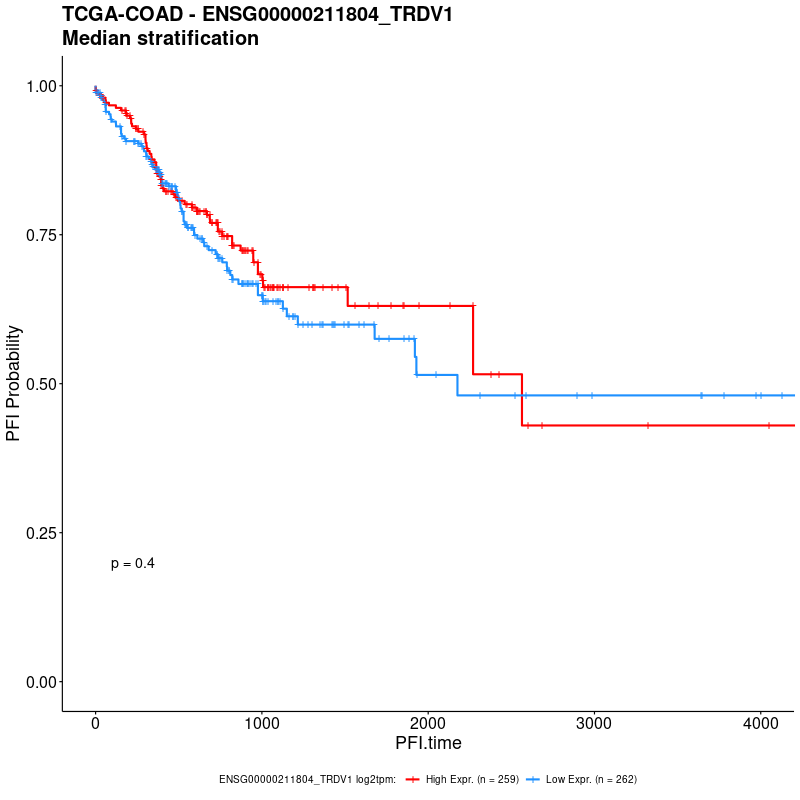 TCGA-COAD - ENSG00000211804_TRDV1
Median stratification
PFI Probability
1.00
0.75
0.50
0.25
0.00
p = 0.4
0 1000 2000 3000 4000
PFI.time
ENSG00000211804_TRDV1 log2tpm: High Expr. (n = 259) Low Expr. (n = 262)